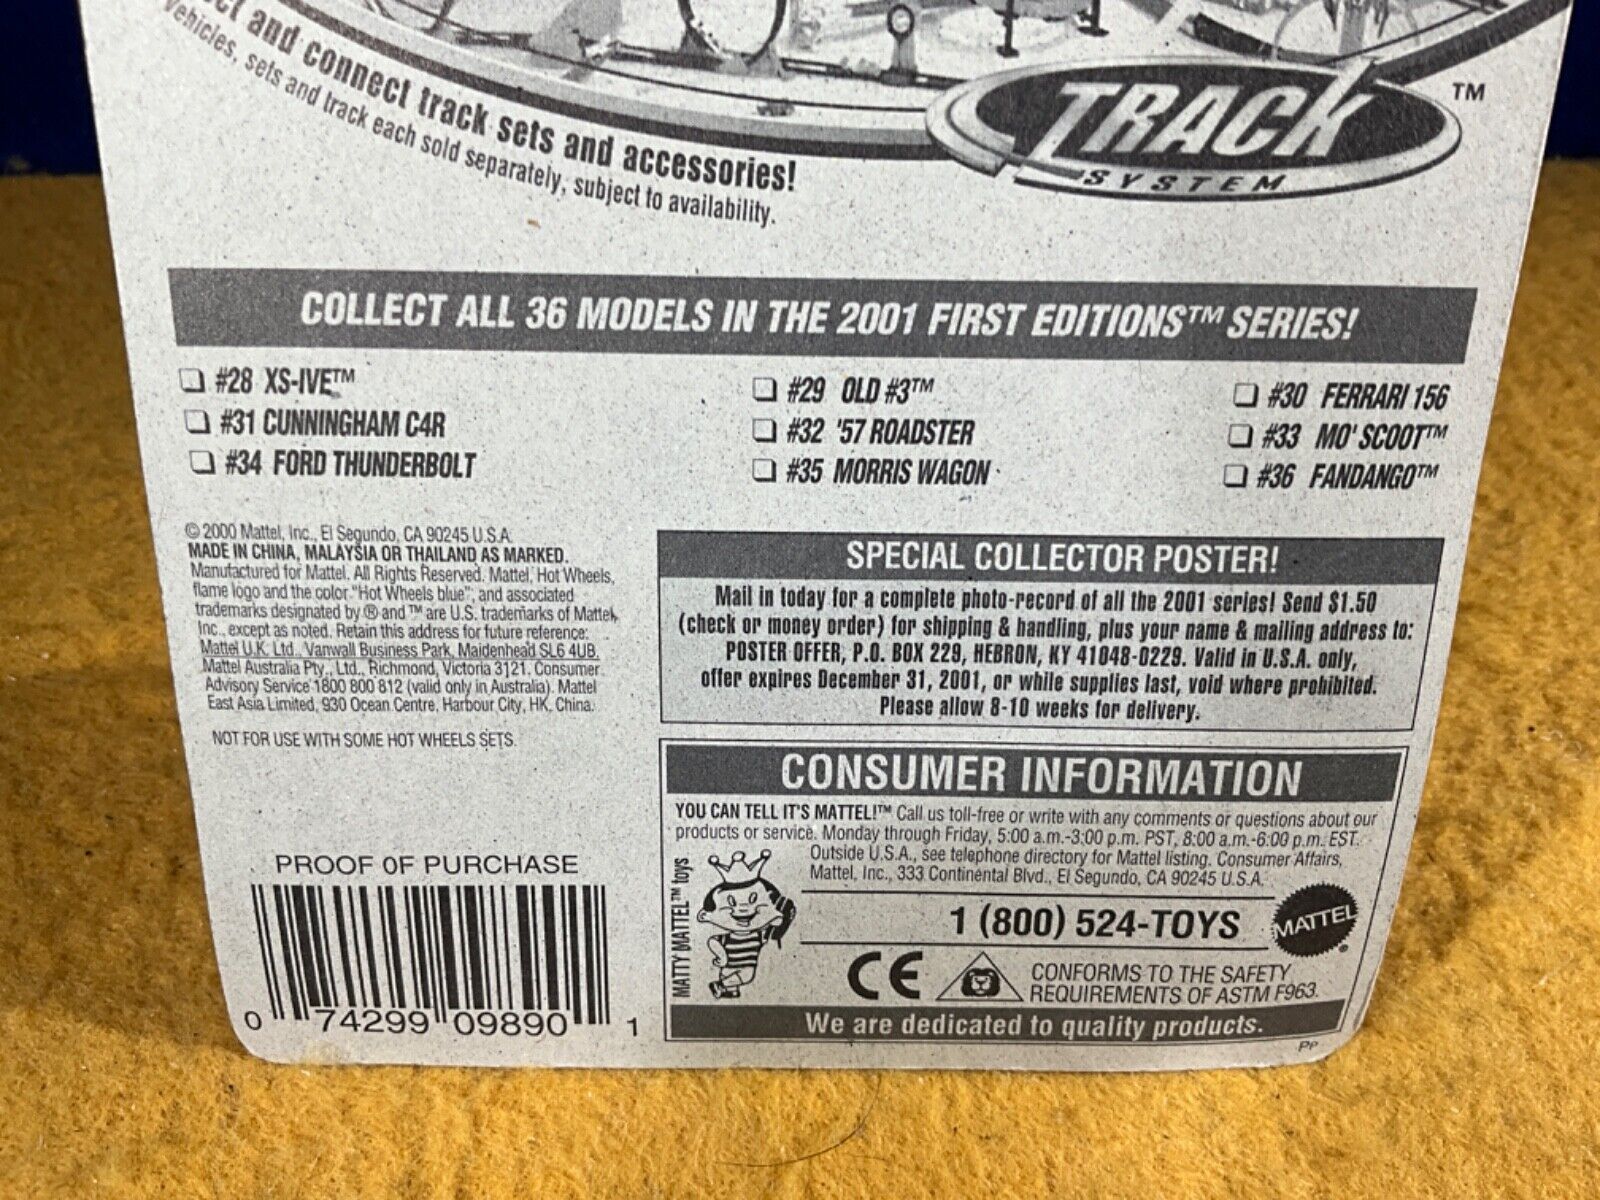 and connect track sets and accessories!
vehicles, sets and track each sold separately, subject to availability.
TRACK™
SYSTEM
COLLECT ALL 36 MODELS IN THE 2001 FIRST EDITIONS™ SERIES!
#28 XS-IVE™
#29 OLD #3™
#30 FERRARI 156
#31 CUNNINGHAM C4R
#32 '57 ROADSTER
#33 MO' SCOOT™
#34 FORD THUNDERBOLT
#35 MORRIS WAGON
#36 FANDANGO™
© 2000 Mattel, Inc., El Segundo, CA 90245 U.S.A.
MADE IN CHINA, MALAYSIA OR THAILAND AS MARKED.
Manufactured for Mattel. All Rights Reserved. Mattel, Hot Wheels,
flame logo and the color "Hot Wheels blue", and associated
trademarks designated by ® and ™ are U.S. trademarks of Mattel,
Inc., except as noted. Retain this address for future reference:
Mattel U.K. Ltd., Vanwall Business Park, Maidenhead SL6 4UB.
Mattel Australia Pty., Ltd., Richmond, Victoria 3121. Consumer
Advisory Service 1800 800 812 (valid only in Australia). Mattel
East Asia Limited, 930 Ocean Centre, Harbour City, HK, China.
NOT FOR USE WITH SOME HOT WHEELS SETS.
SPECIAL COLLECTOR POSTER!
Mail in today for a complete photo-record of all the 2001 series! Send $1.50
(check or money order) for shipping & handling, plus your name & mailing address to:
POSTER OFFER, P.O. BOX 229, HEBRON, KY 41048-0229. Valid in U.S.A. only,
offer expires December 31, 2001, or while supplies last, void where prohibited.
Please allow 8-10 weeks for delivery.
CONSUMER INFORMATION
YOU CAN TELL IT'S MATTEL!™ Call us toll-free or write with any comments or questions about our
products or service. Monday through Friday, 5:00 a.m.-3:00 p.m. PST, 8:00 a.m.-6:00 p.m. EST.
Outside U.S.A., see telephone directory for Mattel listing. Consumer Affairs,
Mattel, Inc., 333 Continental Blvd., El Segundo, CA 90245 U.S.A.
MATTY MATTEL™ toys
1 (800) 524-TOYS
MATTEL®
CE
CONFORMS TO THE SAFETY
REQUIREMENTS OF ASTM F963.
We are dedicated to quality products.
PP
PROOF OF PURCHASE
0 74299 09890 1